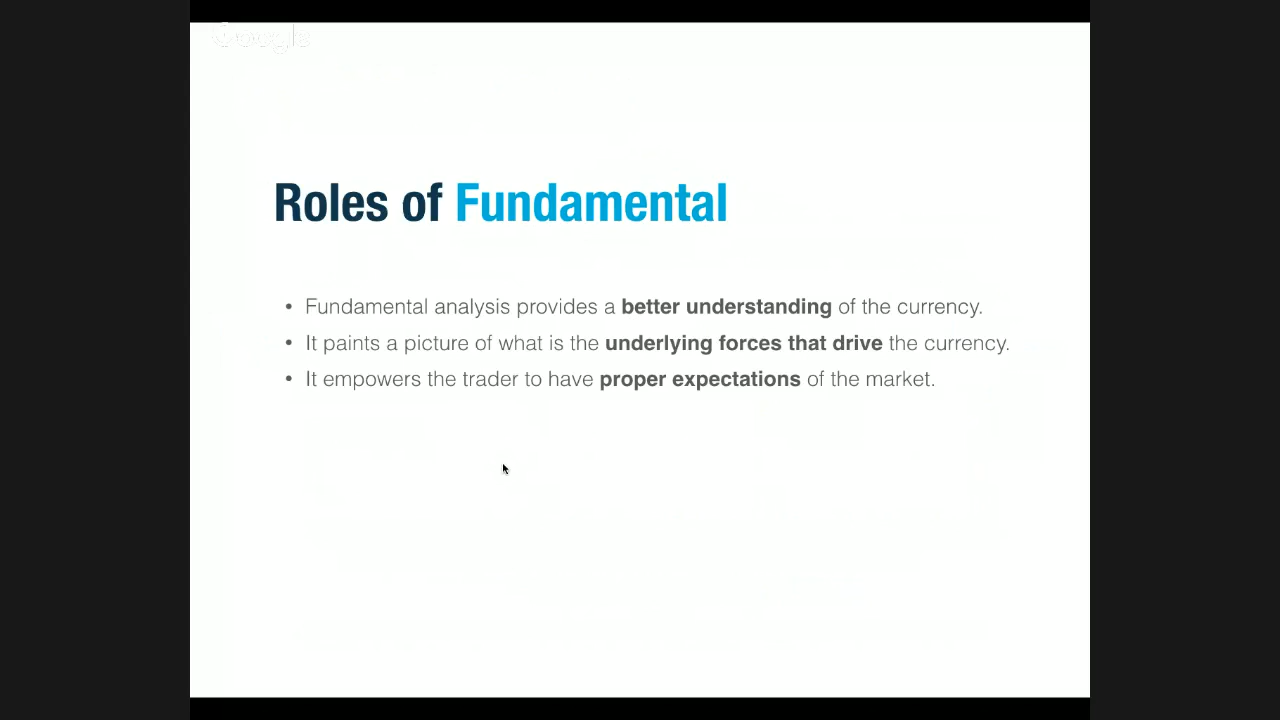 Google
Roles of Fundamental
• Fundamental analysis provides a better understanding of the currency.
• It paints a picture of what is the underlying forces that drive the currency.
• It empowers the trader to have proper expectations of the market.